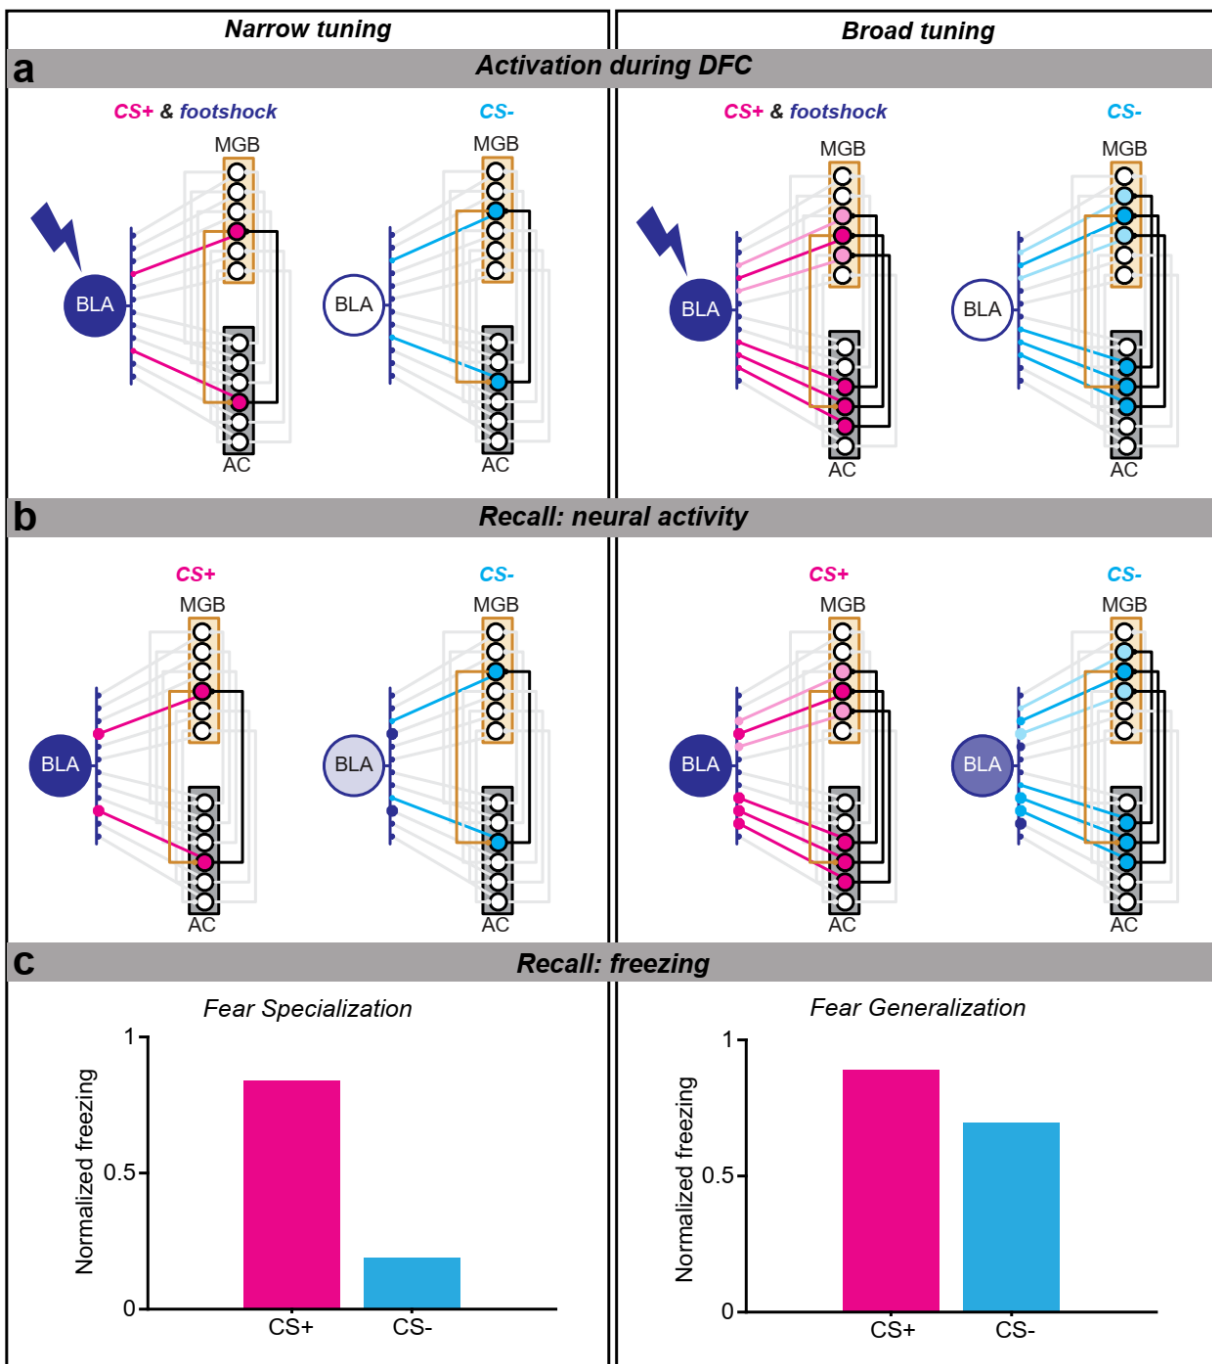 Narrow tuning
Broad tuning
a
Activation during DFC
CS+ & footshock
CS-
CS+ & footshock
CS-
MGB
MGB
MGB
MGB
BLA
BLA
BLA
BLA
AC
AC
AC
AC
b
Recall: neural activity
CS+
CS-
CS+
CS-
MGB
MGB
MGB
MGB
BLA
BLA
BLA
BLA
AC
AC
AC
AC
c
Recall: freezing
Fear Specialization
Normalized freezing
1
0.5
0
CS+
CS-
Fear Generalization
Normalized freezing
1
0.5
0
CS+
CS-